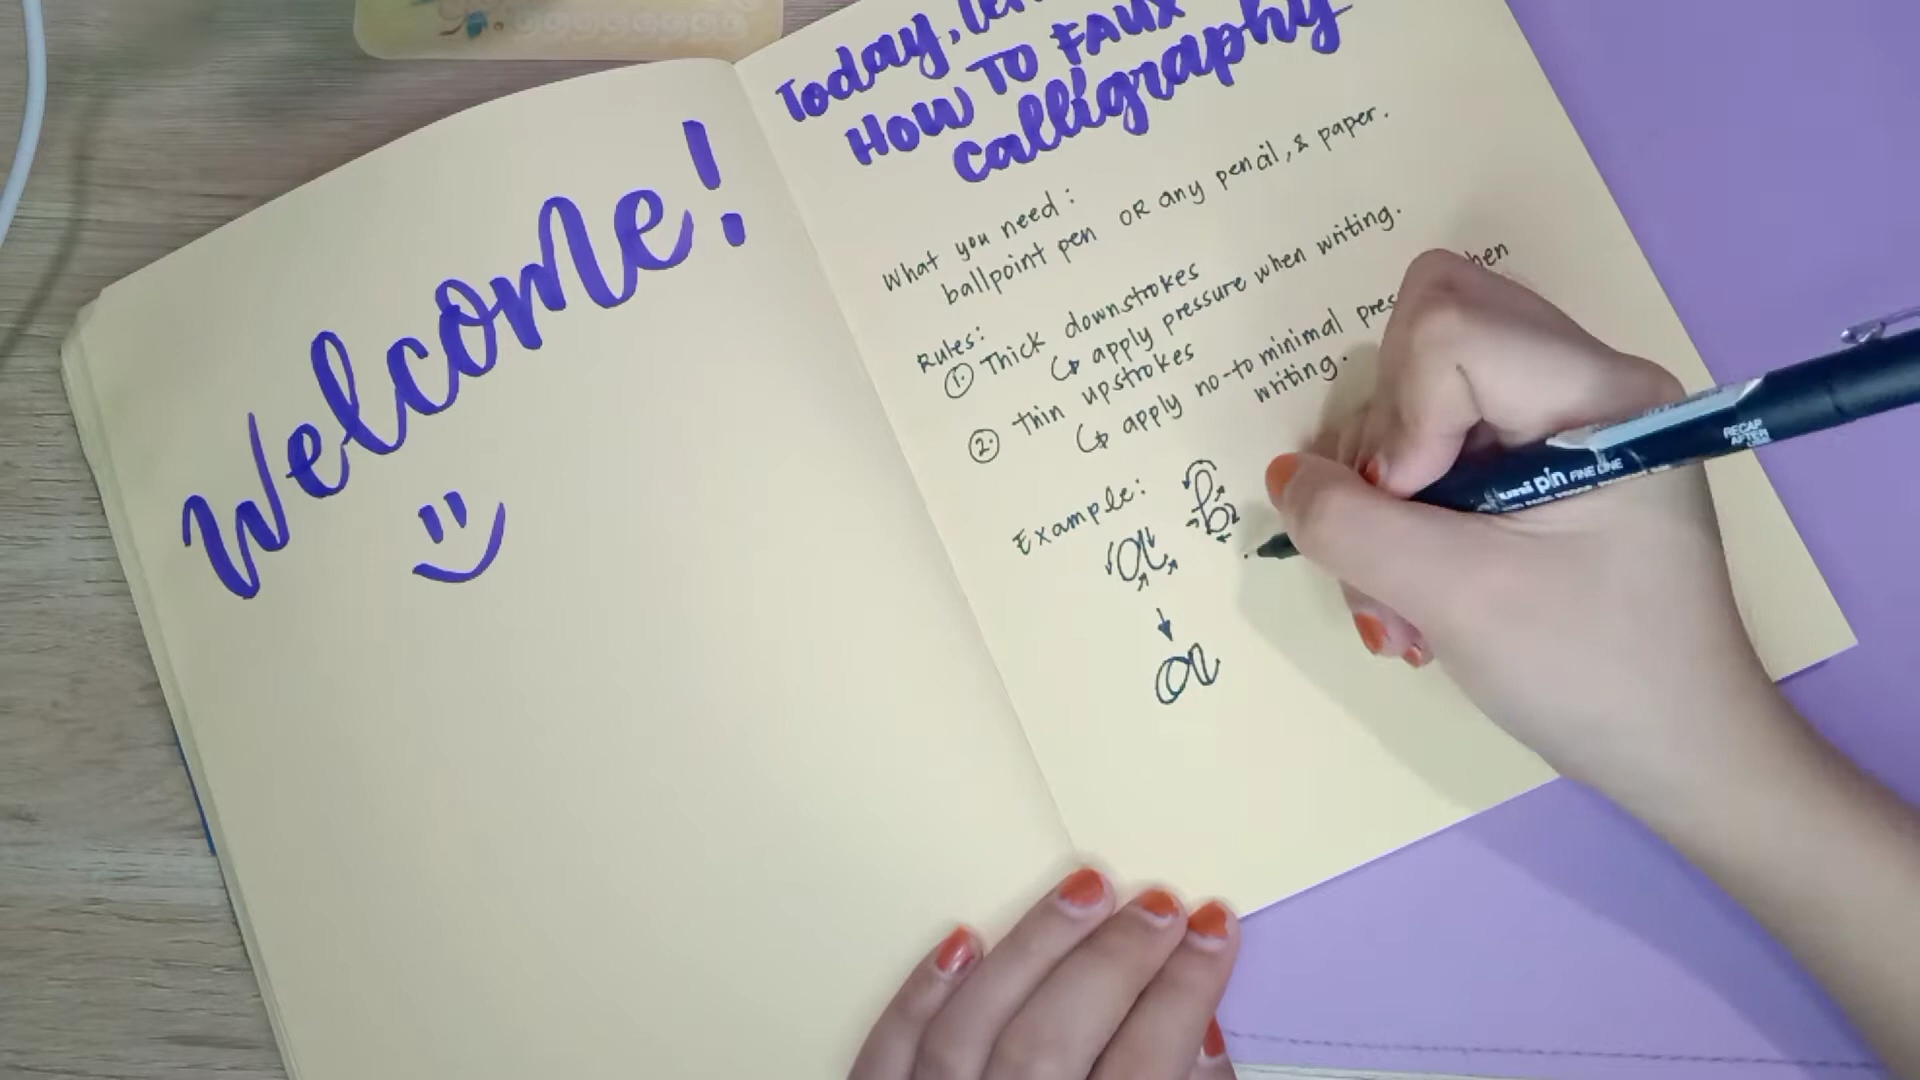 Welcome!
Today,
HOW TO FAUX
calligraphy
What you need:
ballpoint pen OR any pencil, & paper.
Rules:
1. Thick downstrokes
↳ apply pressure when writing.
2. Thin upstrokes
↳ apply no-to minimal
writing.
Example:
a b
a
uni pin FINE LINE
RECAP
AFTER
USE